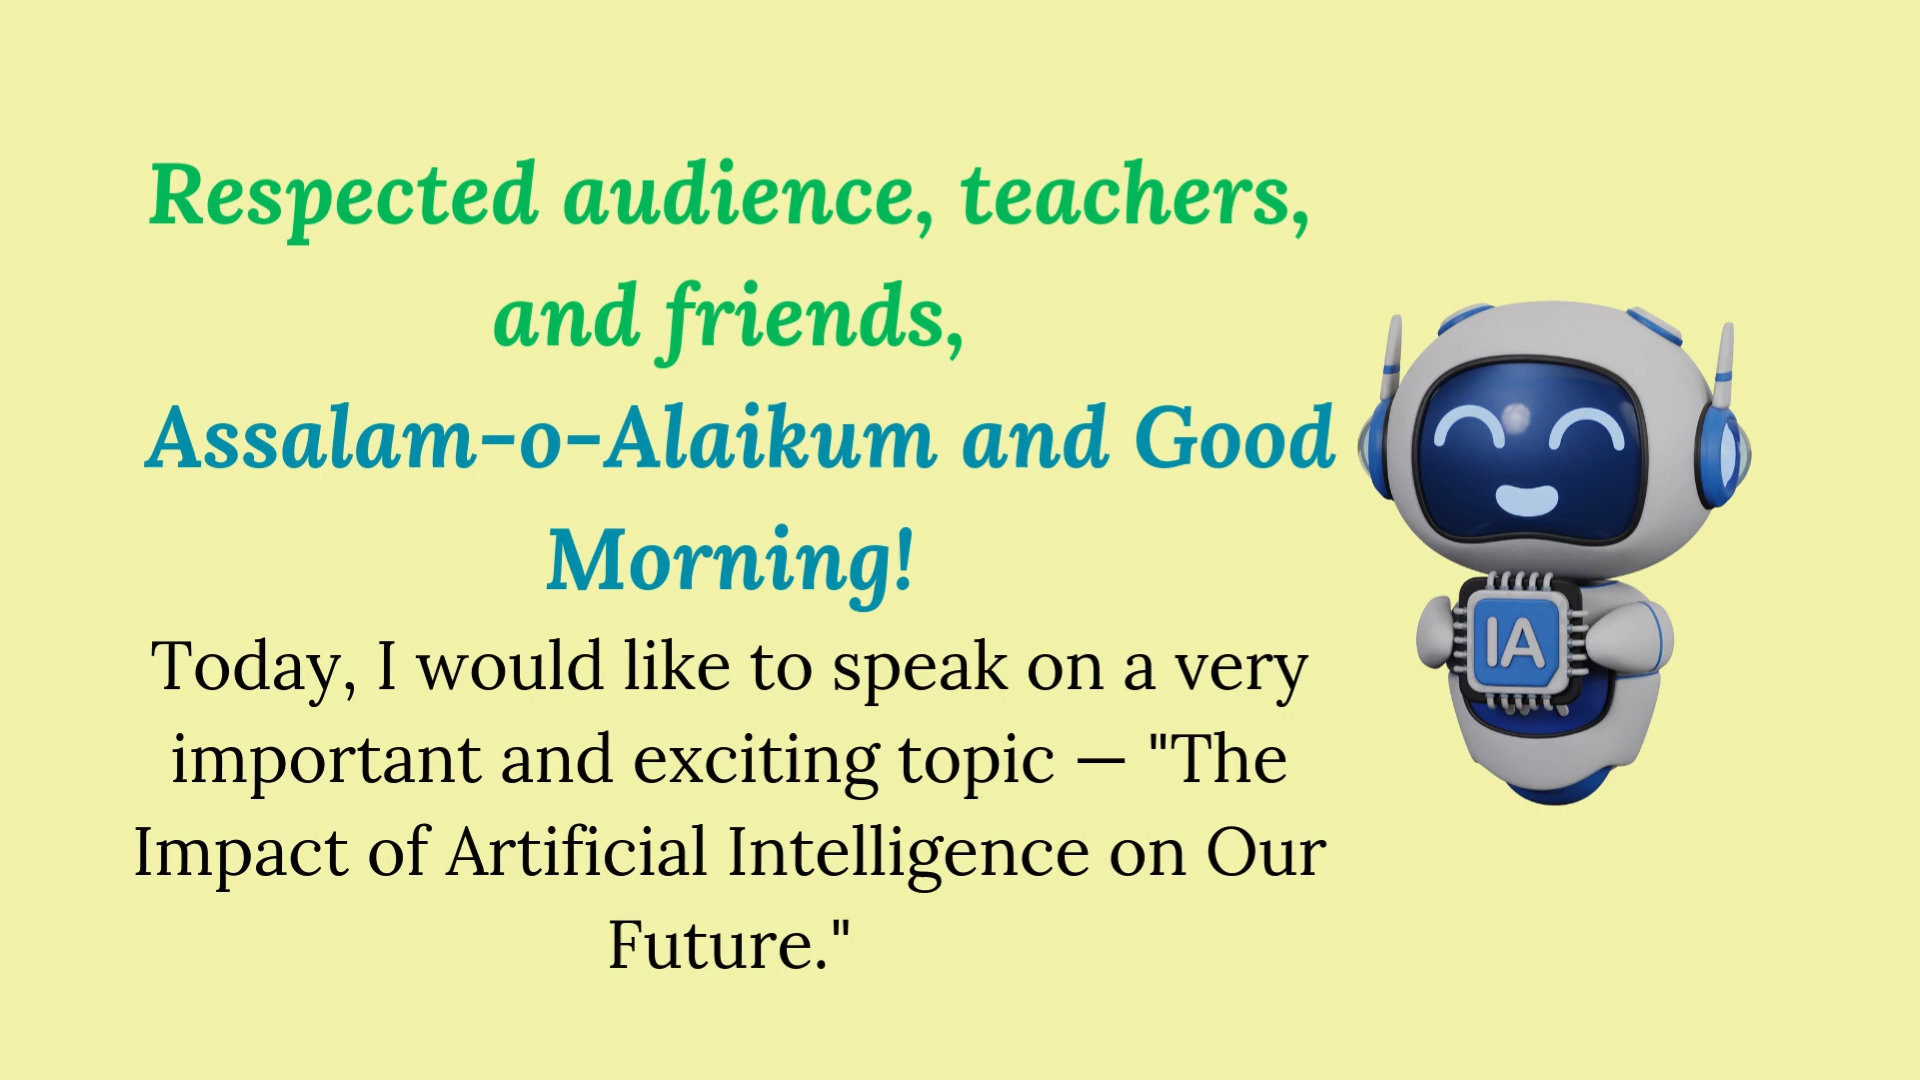 Respected audience, teachers,
and friends,
Assalam-o-Alaikum and Good
Morning!
Today, I would like to speak on a very
important and exciting topic — "The
Impact of Artificial Intelligence on Our
Future."
IA